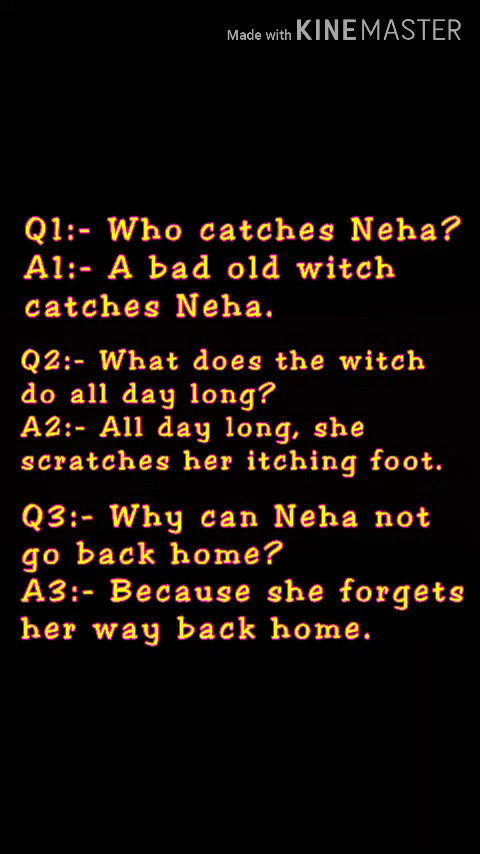 Made with KINEMASTER
Q1:- Who catches Neha?
A1:- A bad old witch
catches Neha.
Q2:- What does the witch
do all day long?
A2:- All day long, she
scratches her itching foot.
Q3:- Why can Neha not
go back home?
A3:- Because she forgets
her way back home.